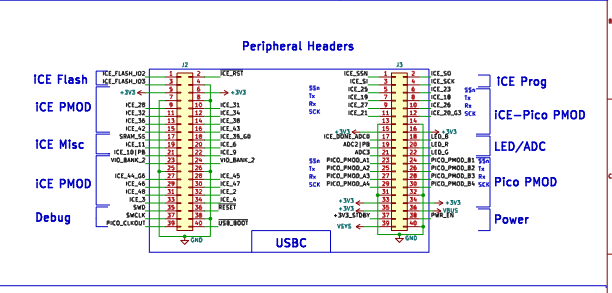 Peripheral Headers
J2
J3
iCE Flash
iCE PMOD
iCE Misc
iCE PMOD
Debug
ICE_FLASH_IO2 1 2 ICE_RST
ICE_FLASH_IO3 3 4
+3V3 5 6 +3V3
7 8
ICE_28 9 10 ICE_31
ICE_32 11 12 ICE_34
ICE_36 13 14 ICE_38
ICE_42 15 16 ICE_43
SRAM_SS 17 18 ICE_35_G0
ICE_11 19 20 ICE_6
ICE_10|PB 21 22 ICE_9
VIO_BANK_2 23 24 VIO_BANK_2
25 26
ICE_44_G6 27 28 ICE_45
ICE_46 29 30 ICE_47
ICE_48 31 32 ICE_2
ICE_3 33 34 ICE_4
SWD 35 36 RESET
SWCLK 37 38
PICO_CLKOUT 39 40 USB_BOOT
GND
ICE_SSN 1 2 ICE_SO
ICE_SI 3 4 ICE_SCK
SSn ICE_25 5 6 ICE_23 SSn
Tx ICE_19 7 8 ICE_18 Tx
Rx ICE_27 9 10 ICE_26 Rx
SCK ICE_21 11 12 ICE_20_G3 SCK
13 14
+3V3 15 16 +3V3
ICE_DONE_ADC0 17 18 LED_B
ADC2|PB 19 20 LED_R
ADC3 21 22 LED_G
SSn PICO_PMOD_A1 23 24 PICO_PMOD_B1 SSn
Tx PICO_PMOD_A2 25 26 PICO_PMOD_B2 Tx
Rx PICO_PMOD_A3 27 28 PICO_PMOD_B3 Rx
SCK PICO_PMOD_A4 29 30 PICO_PMOD_B4 SCK
31 32
+3V3 33 34 +3V3
+3V3 35 36 VBUS
+3V3_STDBY 37 38 PWR_EN
VSYS 39 40
GND
iCE Prog
iCE-Pico PMOD
LED/ADC
Pico PMOD
Power
USBC